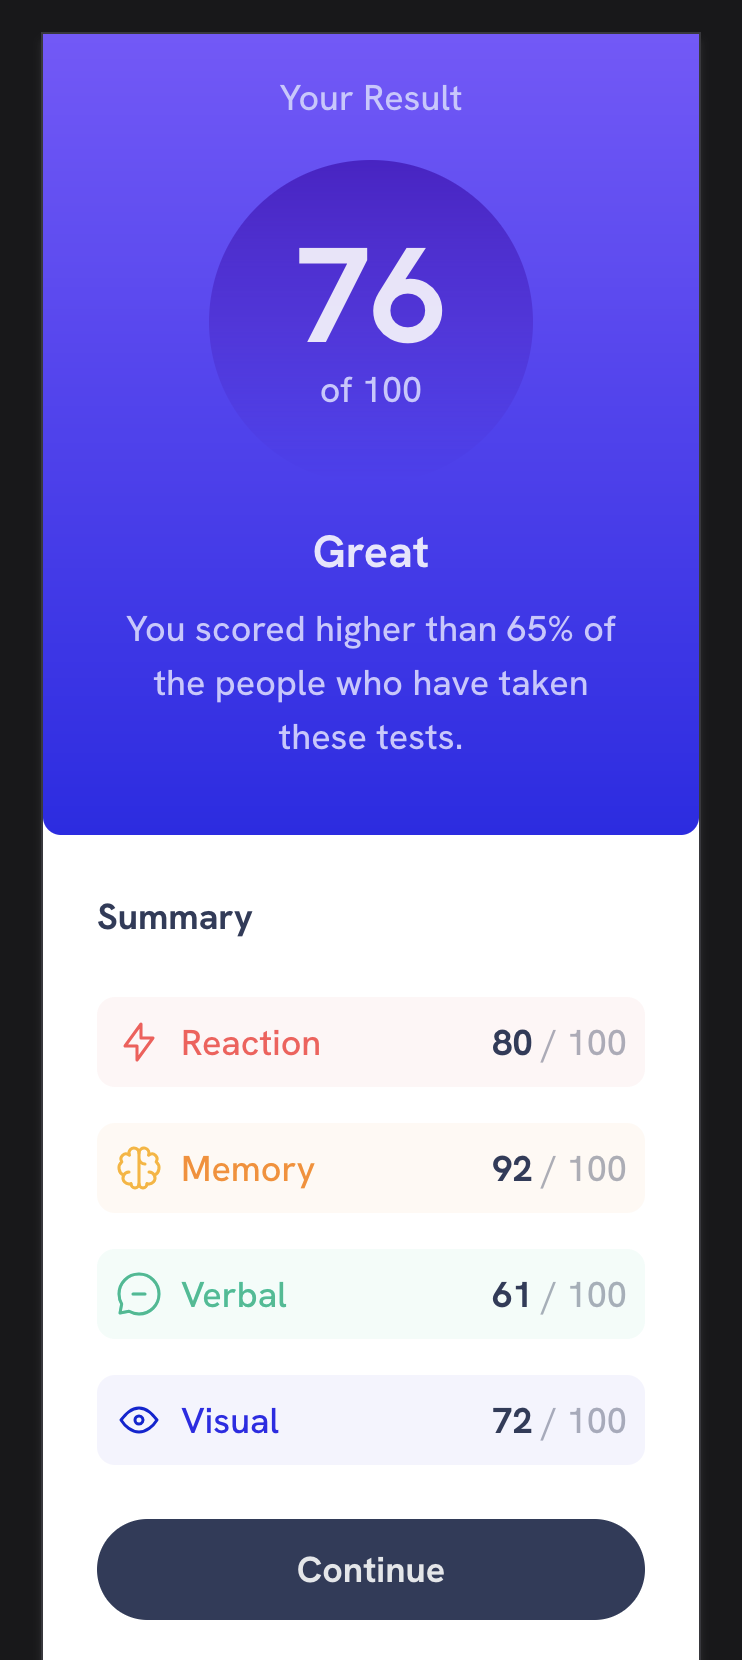 Your Result
76
of 100
Great
You scored higher than 65% of
the people who have taken
these tests.
Summary
Reaction 80 / 100
Memory 92 / 100
Verbal 61 / 100
Visual 72 / 100
Continue